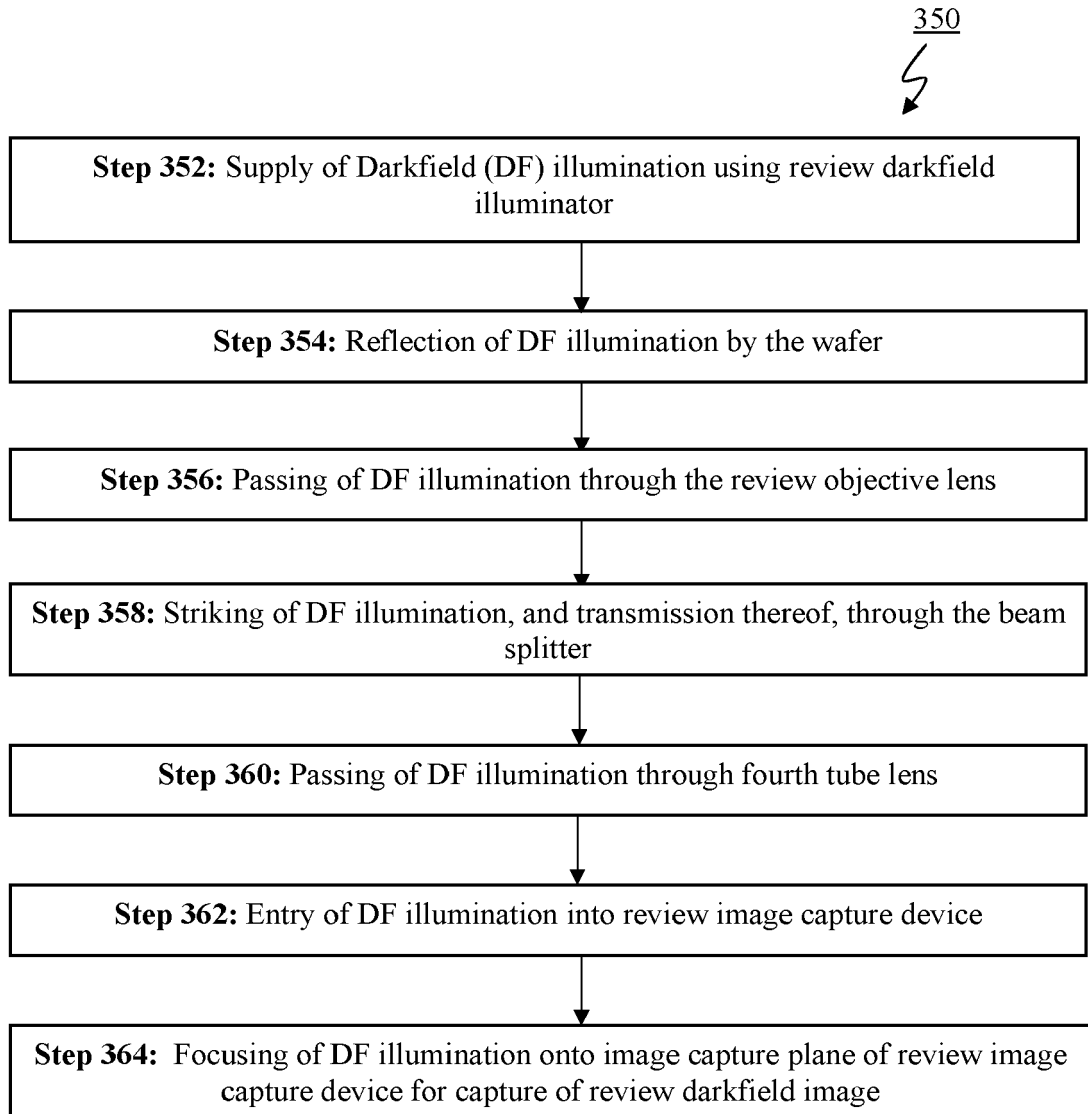 350
Step 352: Supply of Darkfield (DF) illumination using review darkfield
illuminator
Step 354: Reflection of DF illumination by the wafer
Step 356: Passing of DF illumination through the review objective lens
Step 358: Striking of DF illumination, and transmission thereof, through the beam
splitter
Step 360: Passing of DF illumination through fourth tube lens
Step 362: Entry of DF illumination into review image capture device
Step 364: Focusing of DF illumination onto image capture plane of review image
capture device for capture of review darkfield image